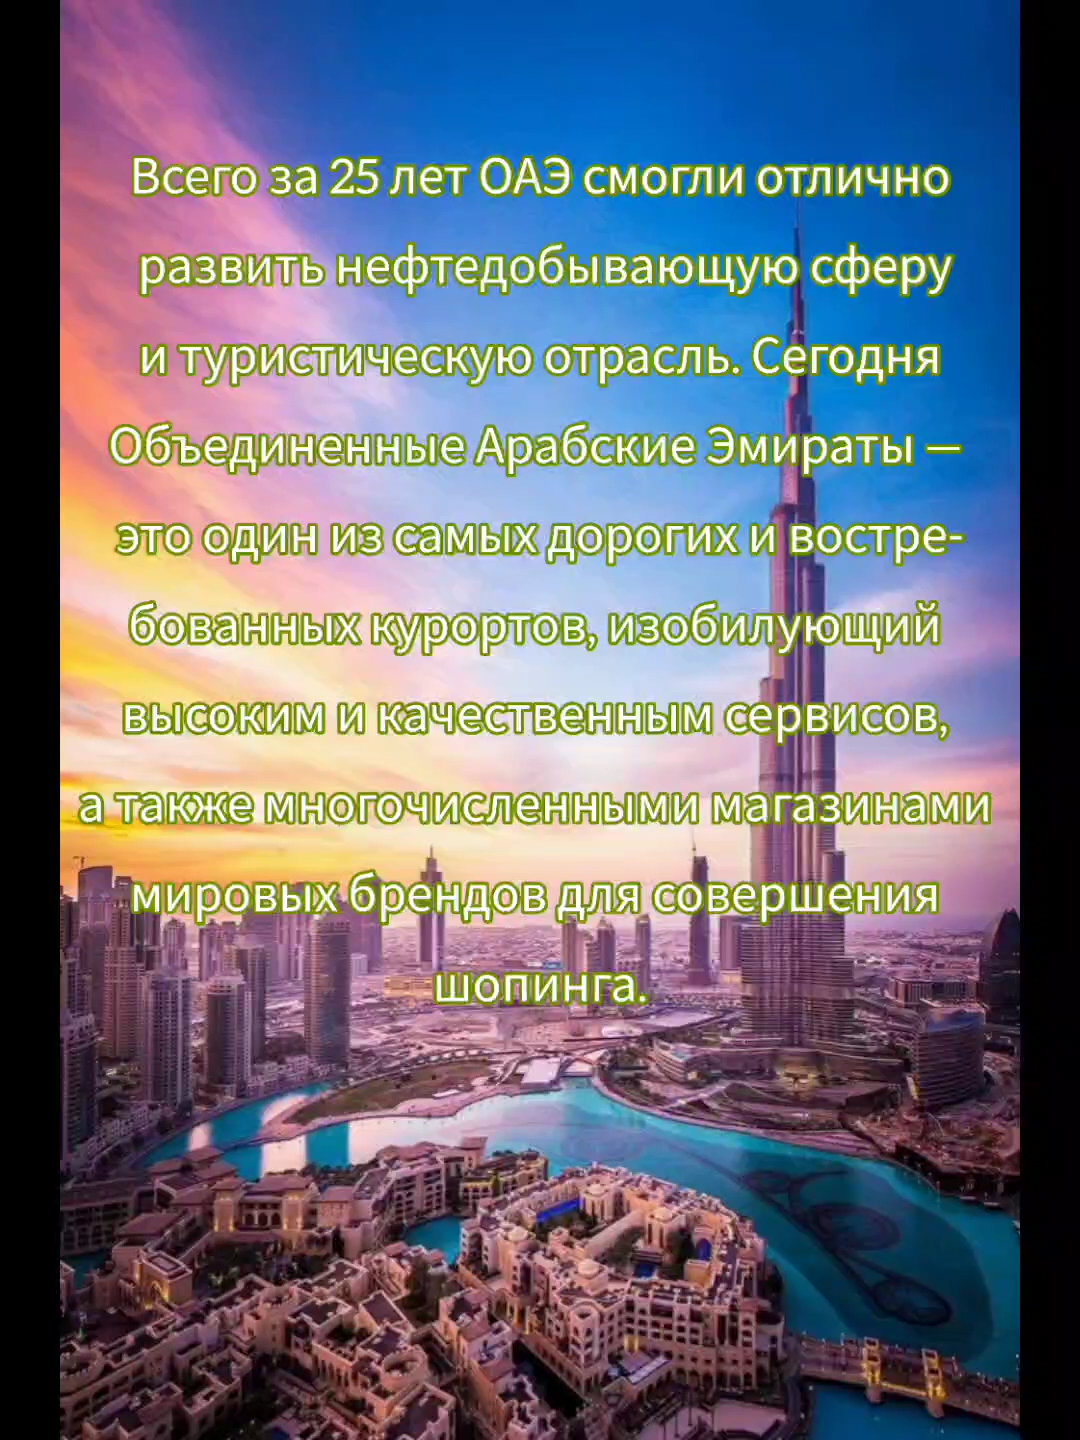 Всего за 25 лет ОАЭ смогли отлично
развить нефтедобывающую сферу
и туристическую отрасль. Сегодня
Объединенные Арабские Эмираты —
это один из самых дорогих и востре-
бованных курортов, изобилующий
высоким и качественным сервисов,
а также многочисленными магазинами
мировых брендов для совершения
шопинга.